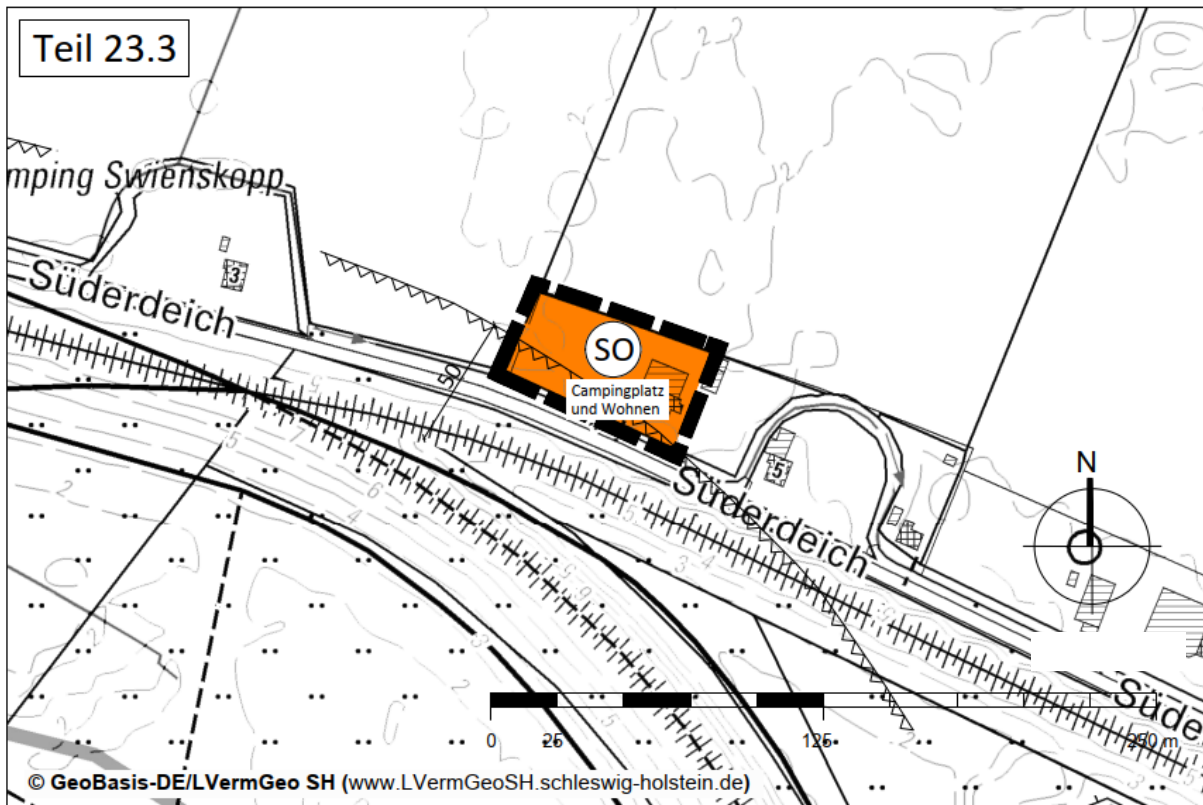 Teil 23.3
mping Swienskopp
Süderdeich
3
SO
Campingplatz
und Wohnen
50
5
Süderdeich
N
Süde
0 25 125 250 m
© GeoBasis-DE/LVermGeo SH (www.LVermGeoSH.schleswig-holstein.de)